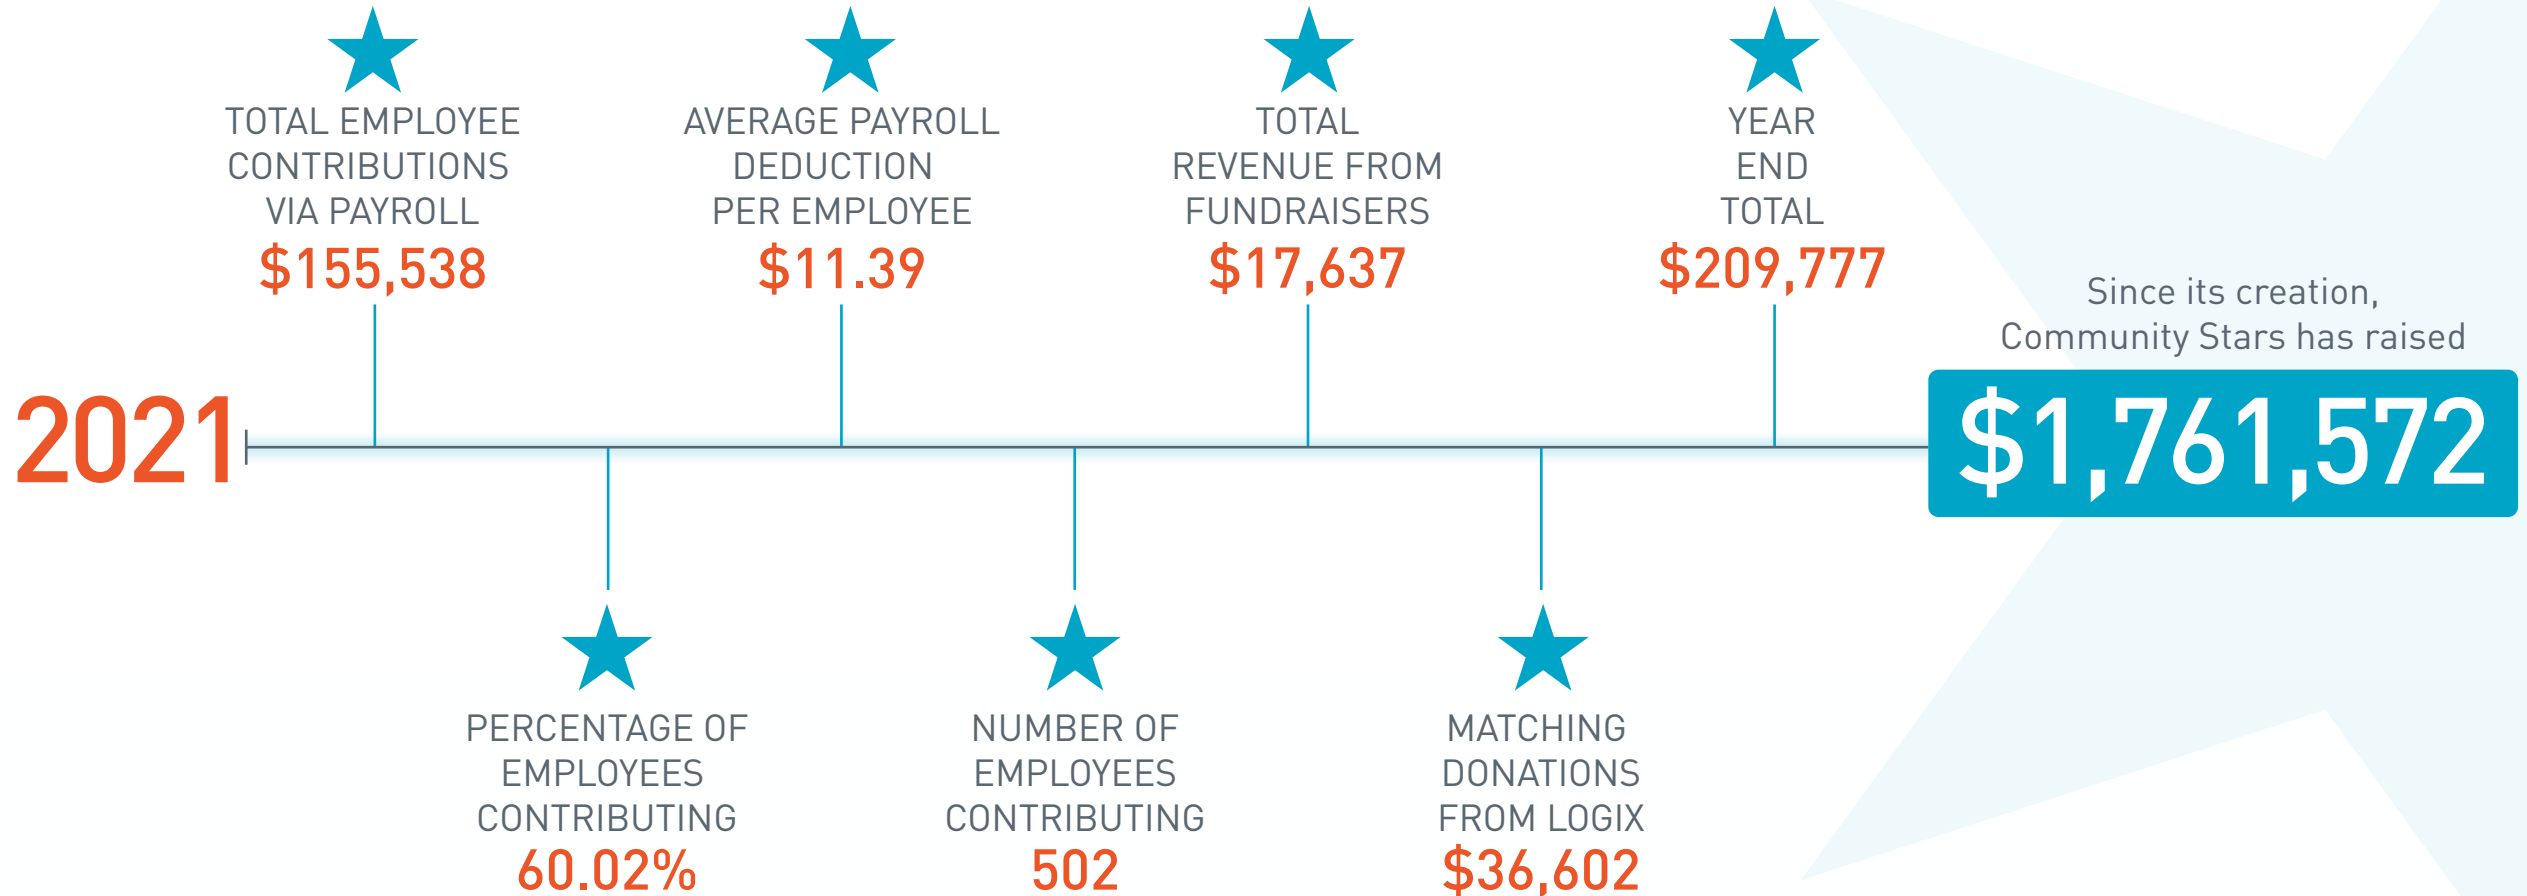 TOTAL EMPLOYEE
CONTRIBUTIONS
VIA PAYROLL
$155,538
AVERAGE PAYROLL
DEDUCTION
PER EMPLOYEE
$11.39
TOTAL
REVENUE FROM
FUNDRAISERS
$17,637
YEAR
END
TOTAL
$209,777
Since its creation,
Community Stars has raised
$1,761,572
2021
PERCENTAGE OF
EMPLOYEES
CONTRIBUTING
60.02%
NUMBER OF
EMPLOYEES
CONTRIBUTING
502
MATCHING
DONATIONS
FROM LOGIX
$36,602